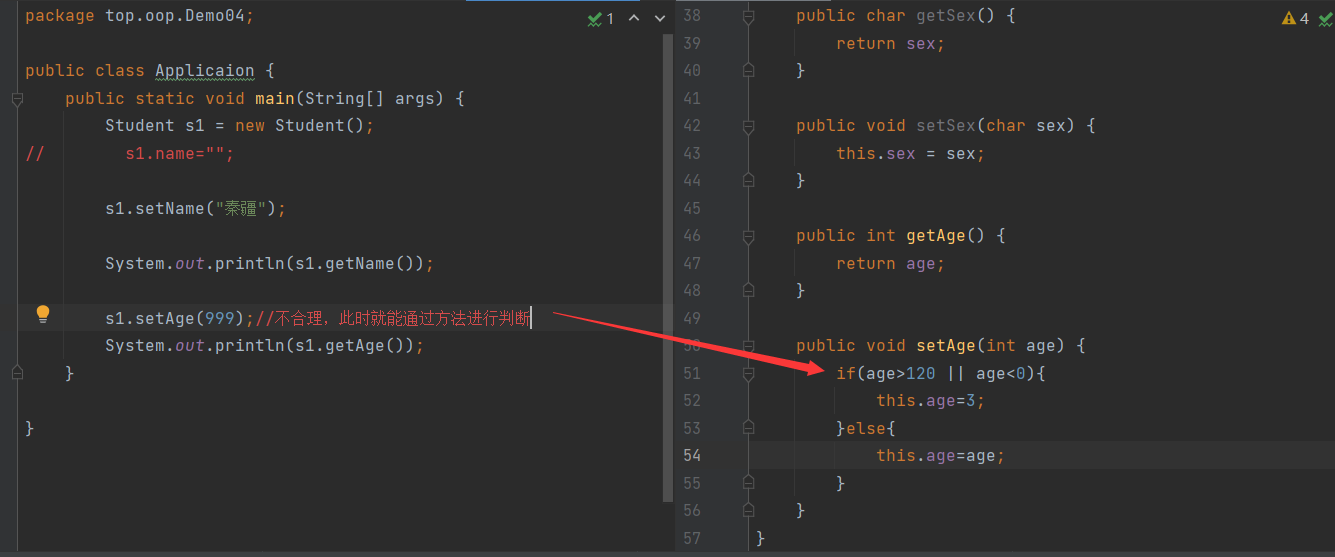 package top.oop.Demo04;
1
public class Applicaion {
public static void main(String[] args) {
Student s1 = new Student();
// s1.name="";
s1.setName("秦疆");
System.out.println(s1.getName());
s1.setAge(999);//不合理，此时就能通过方法进行判断
System.out.println(s1.getAge());
}
}
4
38 public char getSex() {
39 return sex;
40 }
41
42 public void setSex(char sex) {
43 this.sex = sex;
44 }
45
46 public int getAge() {
47 return age;
48 }
49
50 public void setAge(int age) {
51 if(age>120 || age<0){
52 this.age=3;
53 }else{
54 this.age=age;
55 }
56 }
57 }